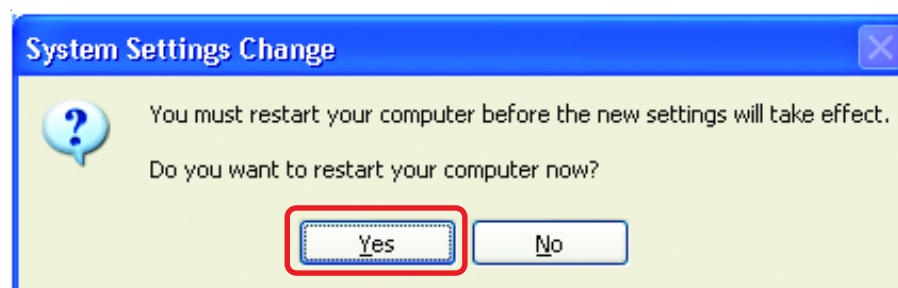 System Settings Change
You must restart your computer before the new settings will take effect.
Do you want to restart your computer now?
Yes No